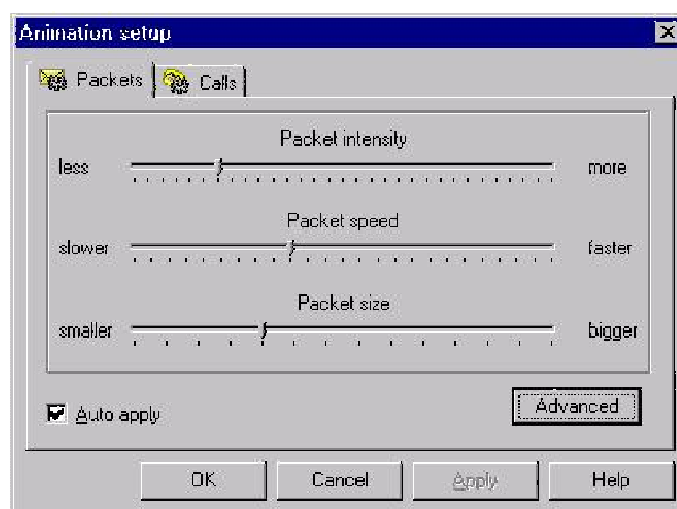 Animation setup
Packets Calls
Packet intensity
less more
Packet speed
slower faster
Packet size
smaller bigger
Auto apply Advanced
OK Cancel Apply Help